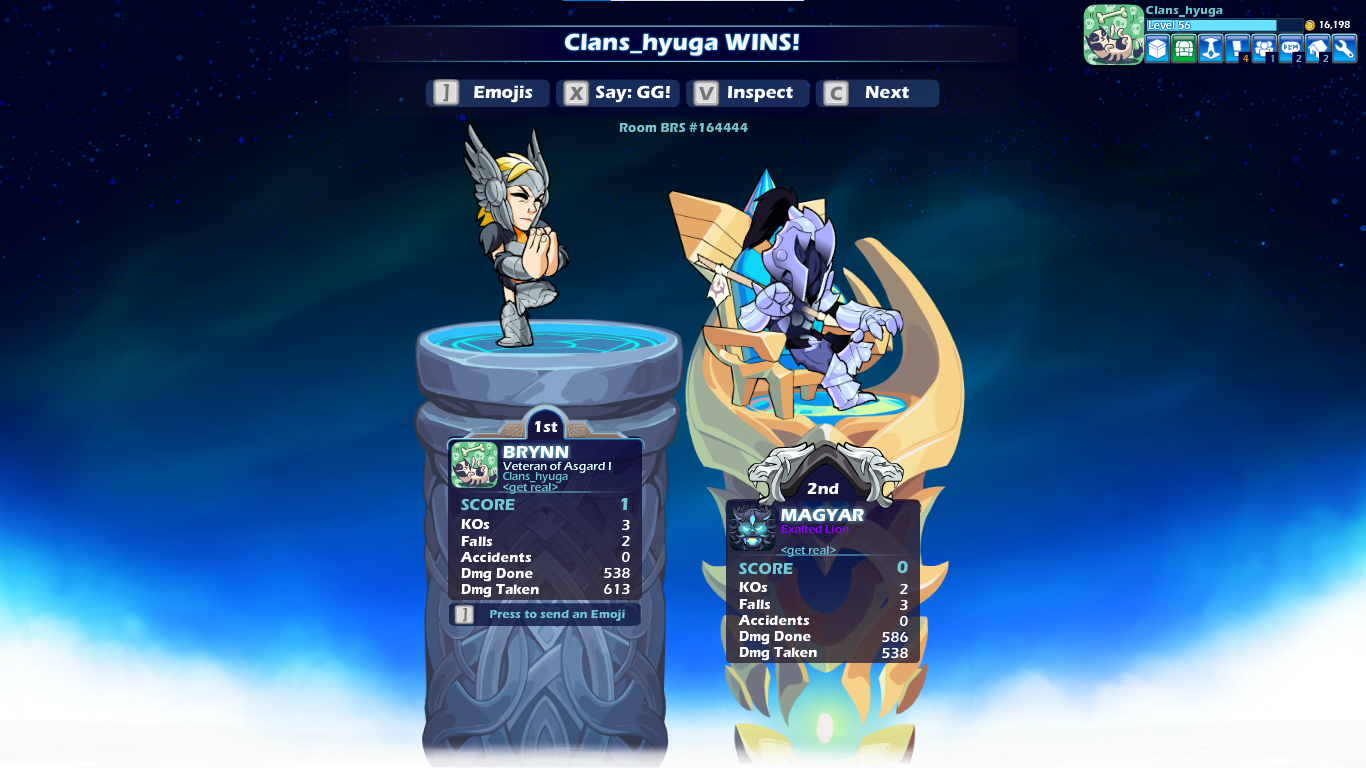 Clans_hyuga
Level 56
16,198
4 1 2 2
Clans_hyuga WINS!
] Emojis
X Say: GG!
V Inspect
C Next
Room BRS #164444
1st
BRYNN
Veteran of Asgard I
Clans_hyuga
<get real>
SCORE 1
KOs 3
Falls 2
Accidents 0
Dmg Done 538
Dmg Taken 613
] Press to send an Emoji
2nd
MAGYAR
Exalted Lion
<get real>
SCORE 0
KOs 2
Falls 3
Accidents 0
Dmg Done 586
Dmg Taken 538